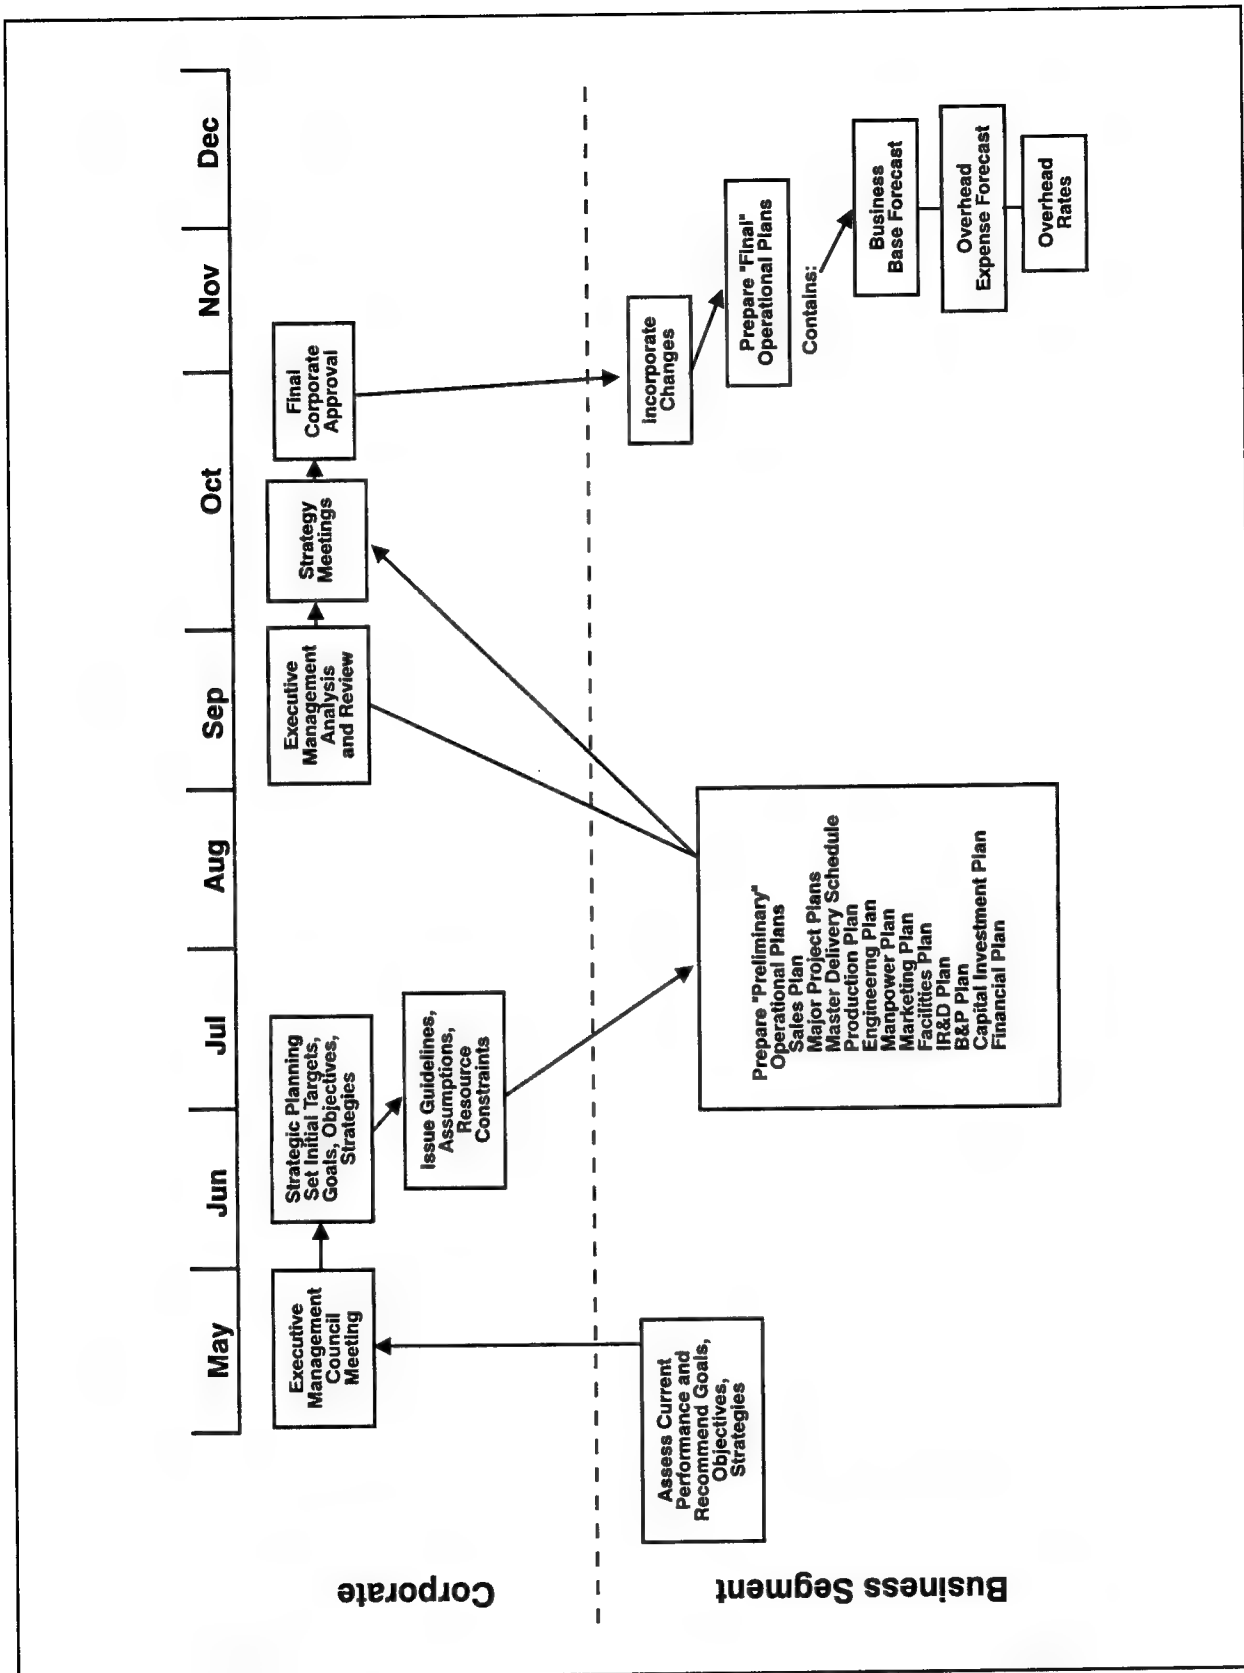 May
Jun
Jul
Aug
Sep
Oct
Nov
Dec
Corporate
Executive
Management
Council
Meeting
Strategic Planning
Set Initial Targets,
Goals, Objectives,
Strategies
Issue Guidelines,
Assumptions,
Resource
Constraints
Executive
Management
Analysis
and Review
Strategy
Meetings
Final
Corporate
Approval
Business Segment
Assess Current
Performance and
Recommend Goals,
Objectives,
Strategies
Prepare "Preliminary"
Operational Plans
Sales Plan
Major Project Plans
Master Delivery Schedule
Production Plan
Engineerng Plan
Manpower Plan
Marketing Plan
Facilities Plan
IR&D Plan
B&P Plan
Capital Investment Plan
Financial Plan
Incorporate
Changes
Prepare "Final"
Operational Plans
Contains:
Business
Base Forecast
Overhead
Expense Forecast
Overhead
Rates